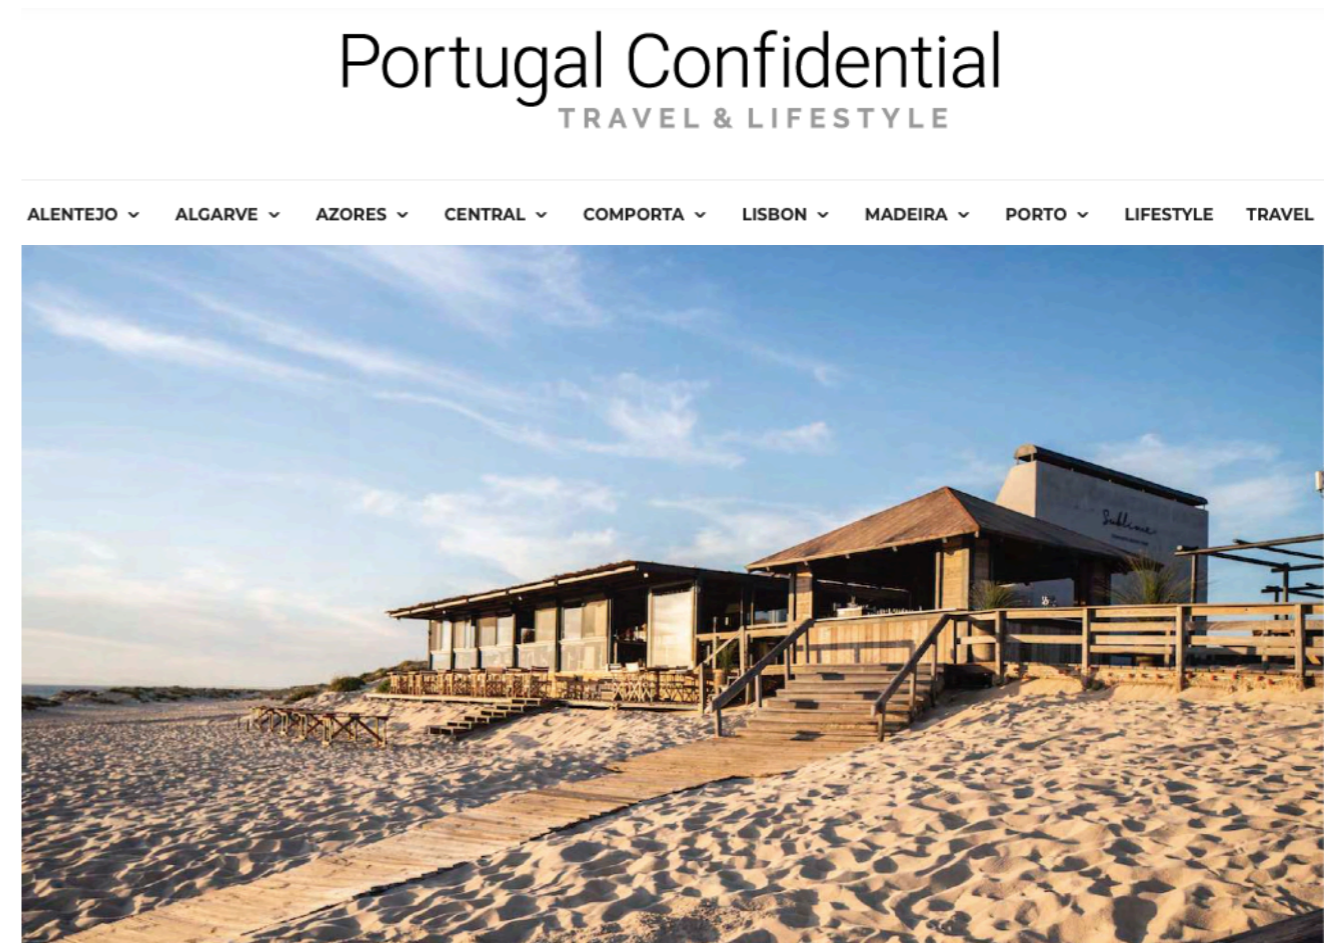 Portugal Confidential
TRAVEL & LIFESTYLE
ALENTEJO ALGARVE AZORES CENTRAL COMPORTA LISBON MADEIRA PORTO LIFESTYLE TRAVEL
Sublime